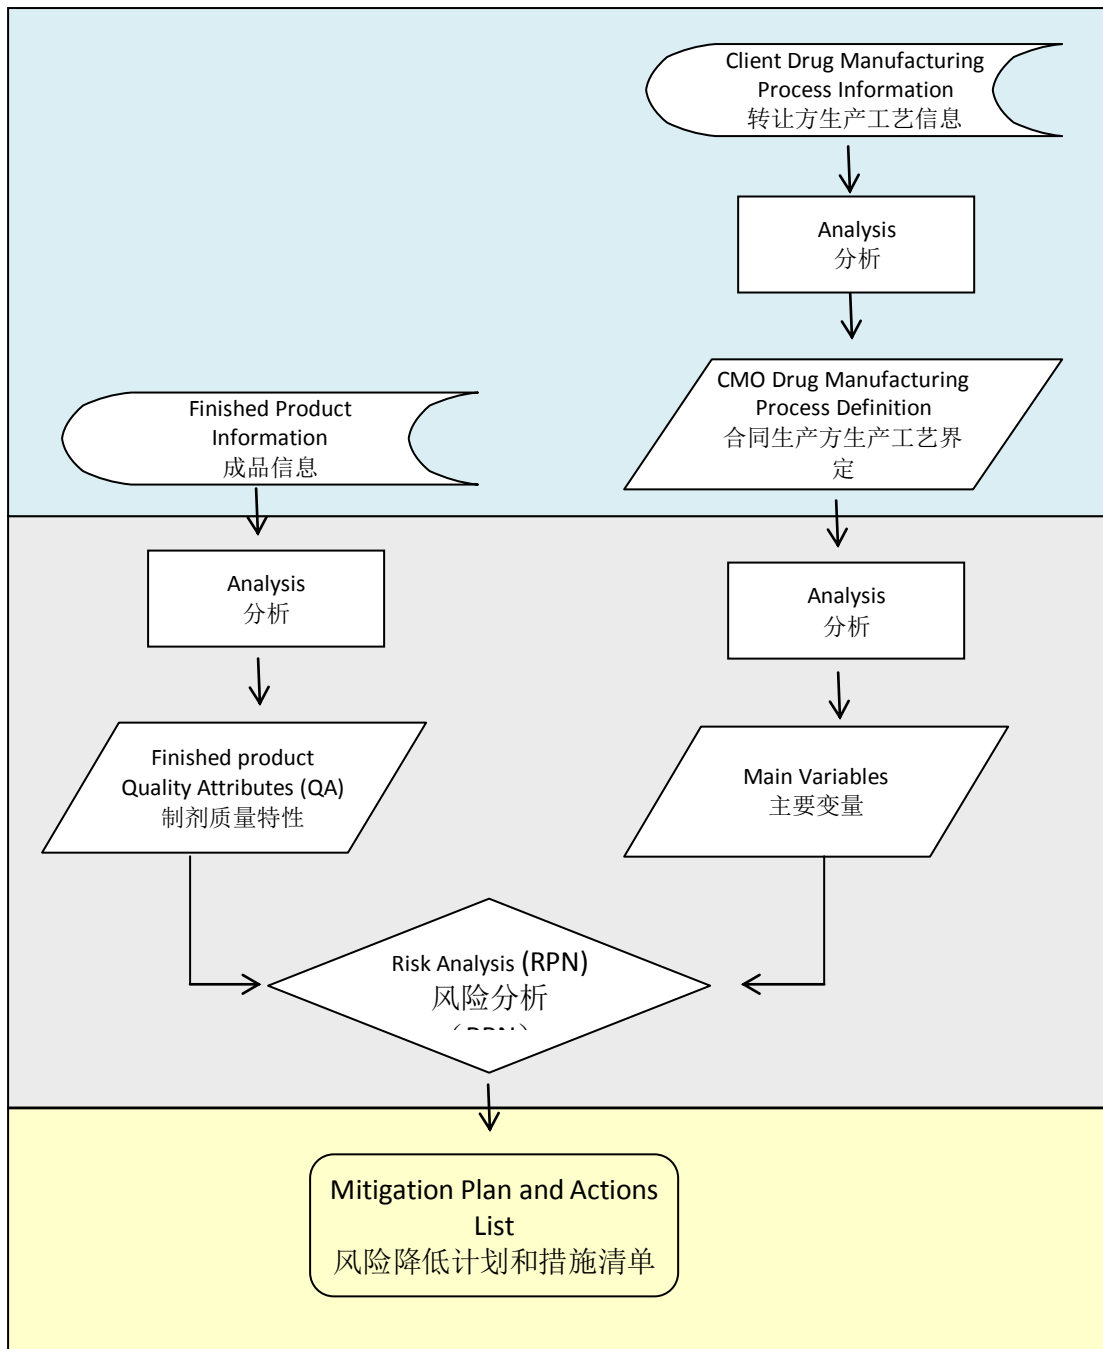 Client Drug Manufacturing
Process Information
转让方生产工艺信息
Analysis
分析
CMO Drug Manufacturing
Process Definition
合同生产方生产工艺界
定
Finished Product
Information
成品信息
Analysis
分析
Analysis
分析
Finished product
Quality Attributes (QA)
制剂质量特性
Main Variables
主要变量
Risk Analysis (RPN)
风险分析
Mitigation Plan and Actions
List
风险降低计划和措施清单